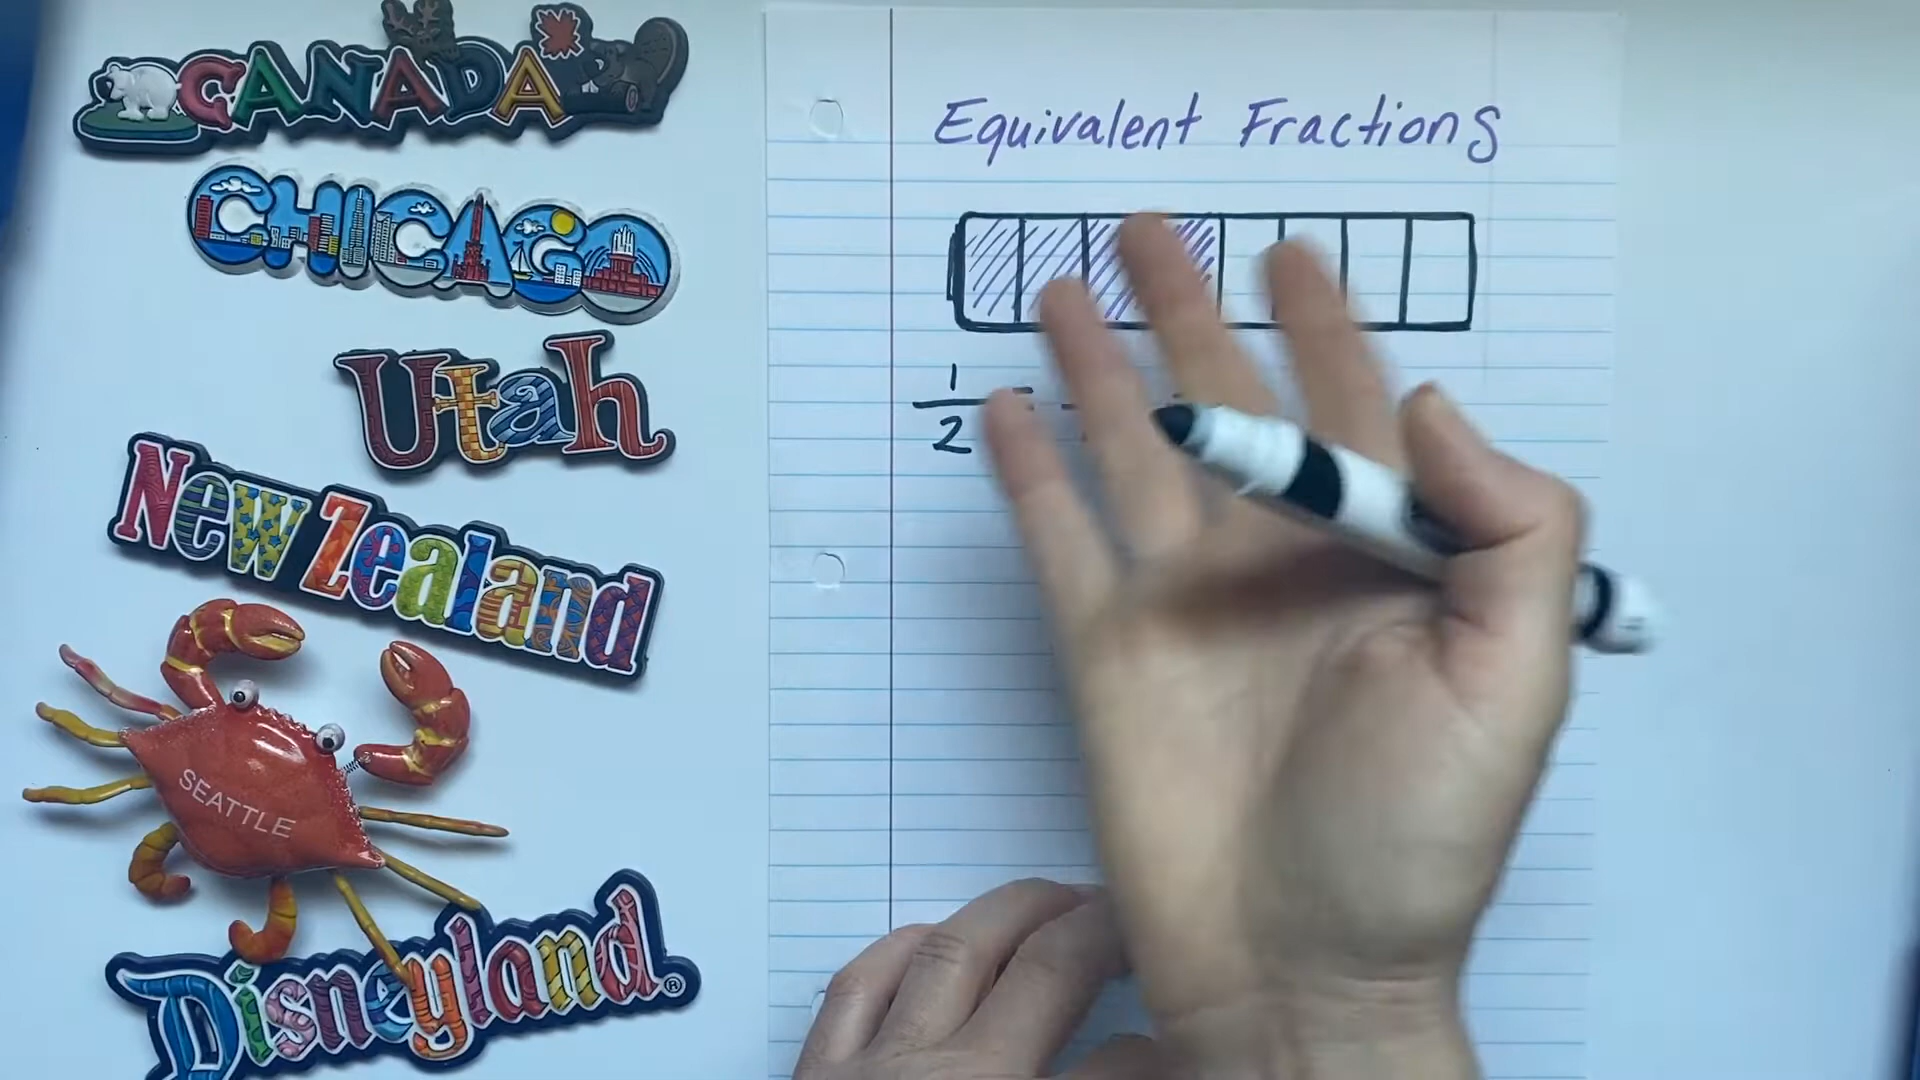 CANADA
CHICAGO
Utah
New Zealand
SEATTLE
Disneyland®
Equivalent Fractions
1
2
=